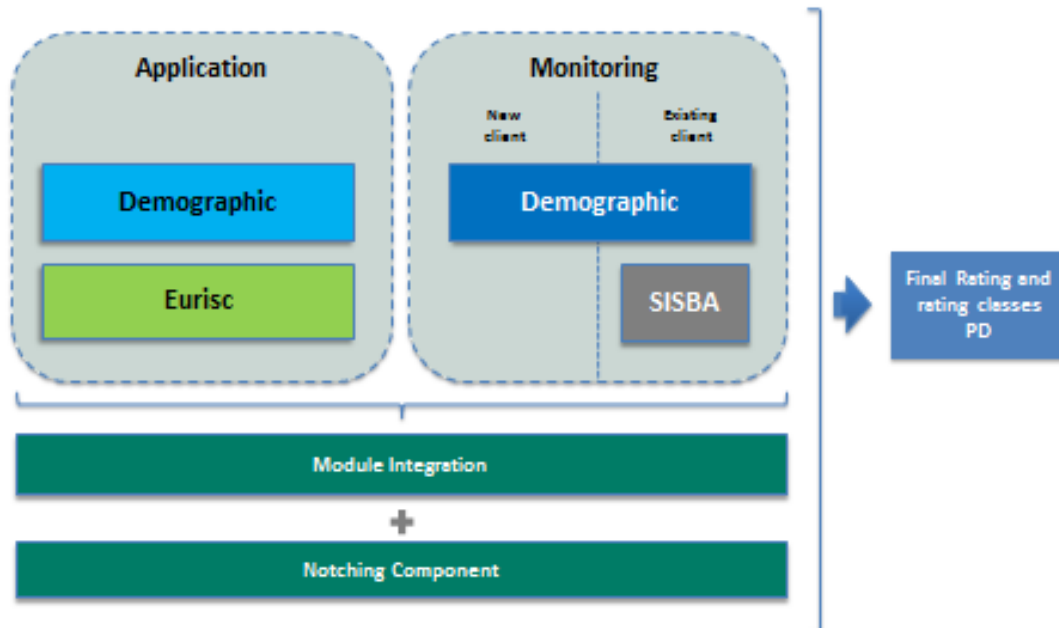 Application
Monitoring
New
client
Existing
client
Demographic
Demographic
Eurisc
SISBA
Final Rating and
rating classes
PD
Module Integration
+
Notching Component